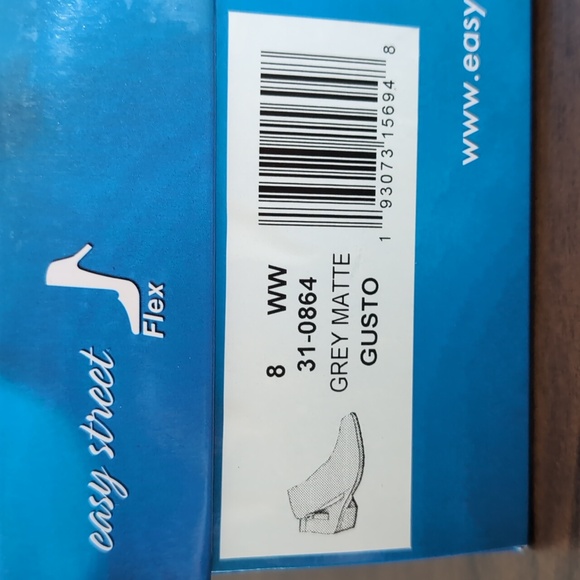 easy street
Flex
8 WW
31-0864
GREY MATTE
GUSTO
1 93073 15694 8
www.easy